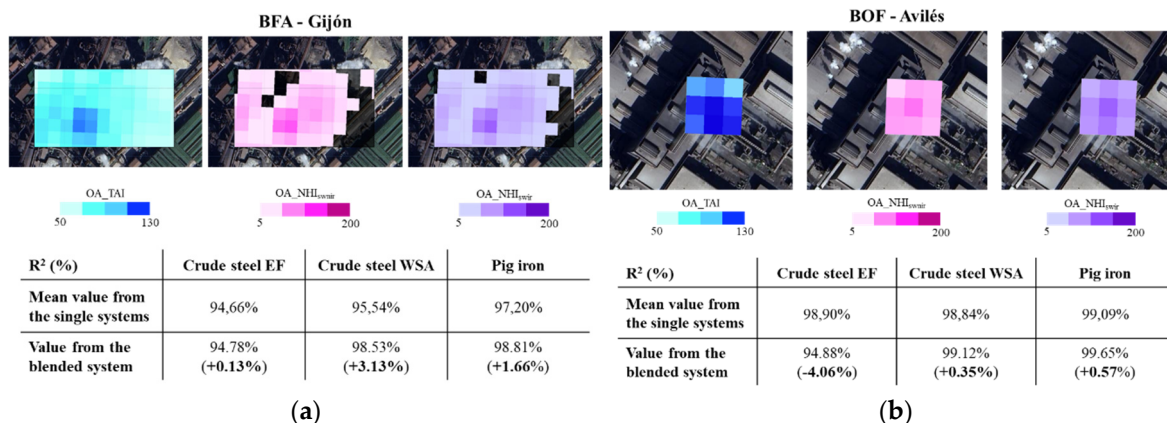 BFA - Gijón
OA_TAI
50 130
OA_NHIswnir
5 200
OA_NHIswir
5 200
R² (%) Crude steel EF Crude steel WSA Pig iron
Mean value from
the single systems
94,66% 95,54% 97,20%
Value from the
blended system
94.78% 98.53% 98.81%
(+0.13%) (+3.13%) (+1.66%)
(a)
BOF - Avilés
OA_TAI
50 130
OA_NHIswnir
5 200
OA_NHIswir
5 200
R² (%) Crude steel EF Crude steel WSA Pig iron
Mean value from
the single systems
98,90% 98,84% 99,09%
Value from the
blended system
94.88% 99.12% 99.65%
(-4.06%) (+0.35%) (+0.57%)
(b)